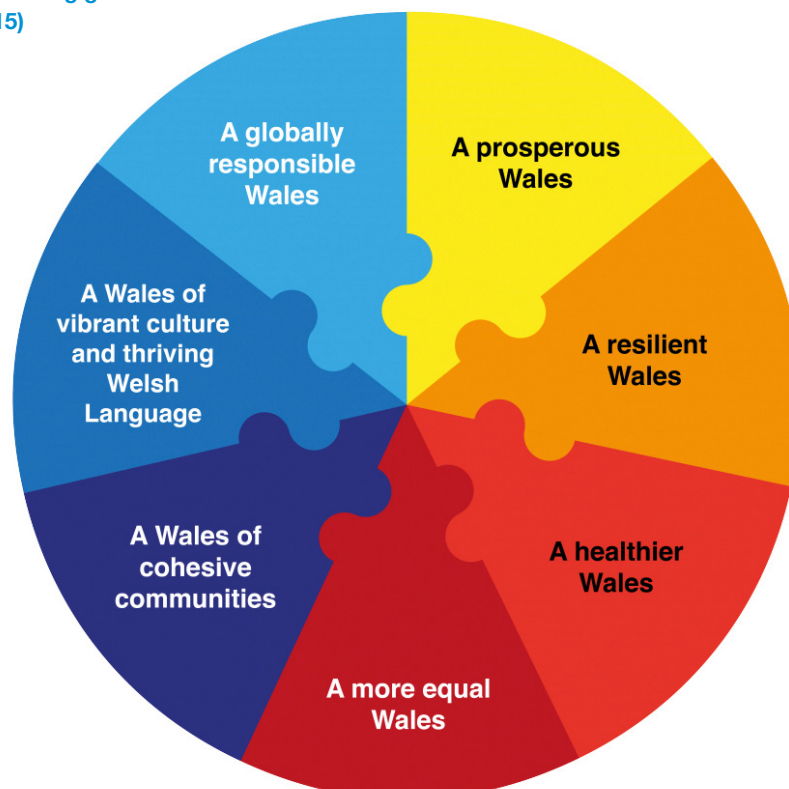 15)
A globally
responsible
Wales
A prosperous
Wales
A resilient
Wales
A healthier
Wales
A more equal
Wales
A Wales of
cohesive
communities
A Wales of
vibrant culture
and thriving
Welsh
Language